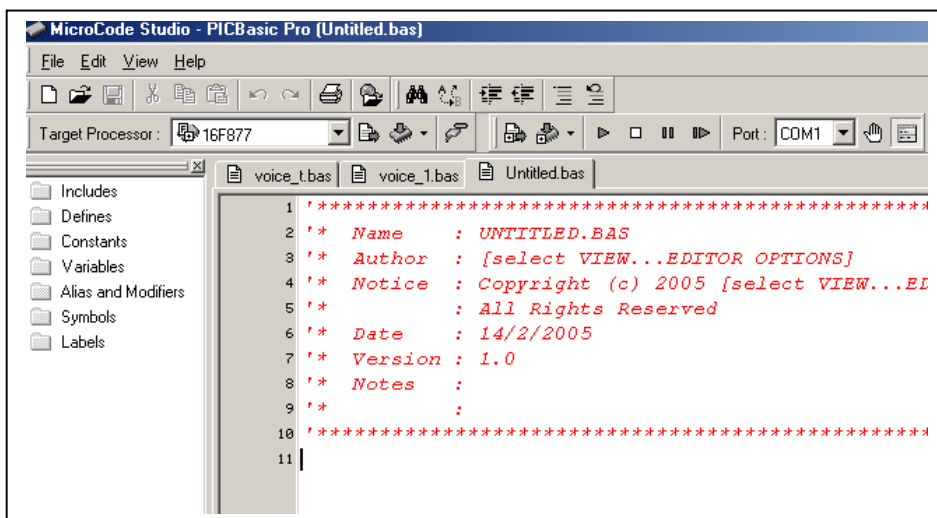 MicroCode Studio - PICBasic Pro (Untitled.bas)
File Edit View Help
Target Processor : 16F877 Port : COM1
Includes
Defines
Constants
Variables
Alias and Modifiers
Symbols
Labels
voice_t.bas voice_1.bas Untitled.bas
1 '************************************************
2 '* Name : UNTITLED.BAS
3 '* Author : [select VIEW...EDITOR OPTIONS]
4 '* Notice : Copyright (c) 2005 [select VIEW...ED
5 '* : All Rights Reserved
6 '* Date : 14/2/2005
7 '* Version : 1.0
8 '* Notes :
9 '* :
10 '************************************************
11